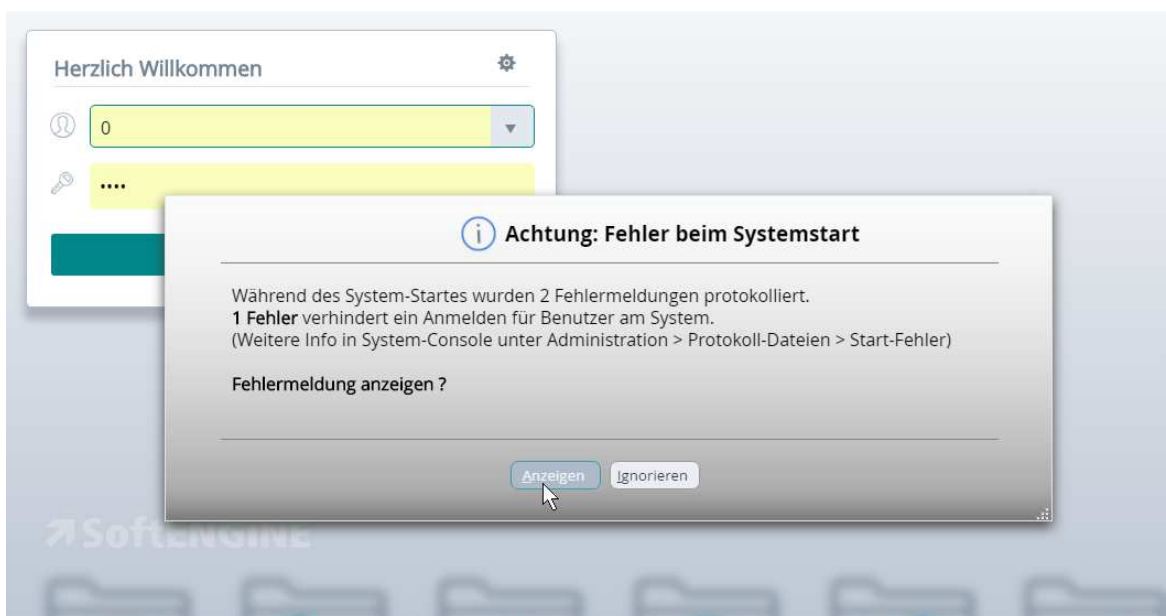 Herzlich Willkommen
0
••••
Achtung: Fehler beim Systemstart
Während des System-Startes wurden 2 Fehlermeldungen protokolliert.
1 Fehler verhindert ein Anmelden für Benutzer am System.
(Weitere Info in System-Console unter Administration > Protokoll-Dateien > Start-Fehler)
Fehlermeldung anzeigen ?
Anzeigen
Ignorieren
SoftENGINE